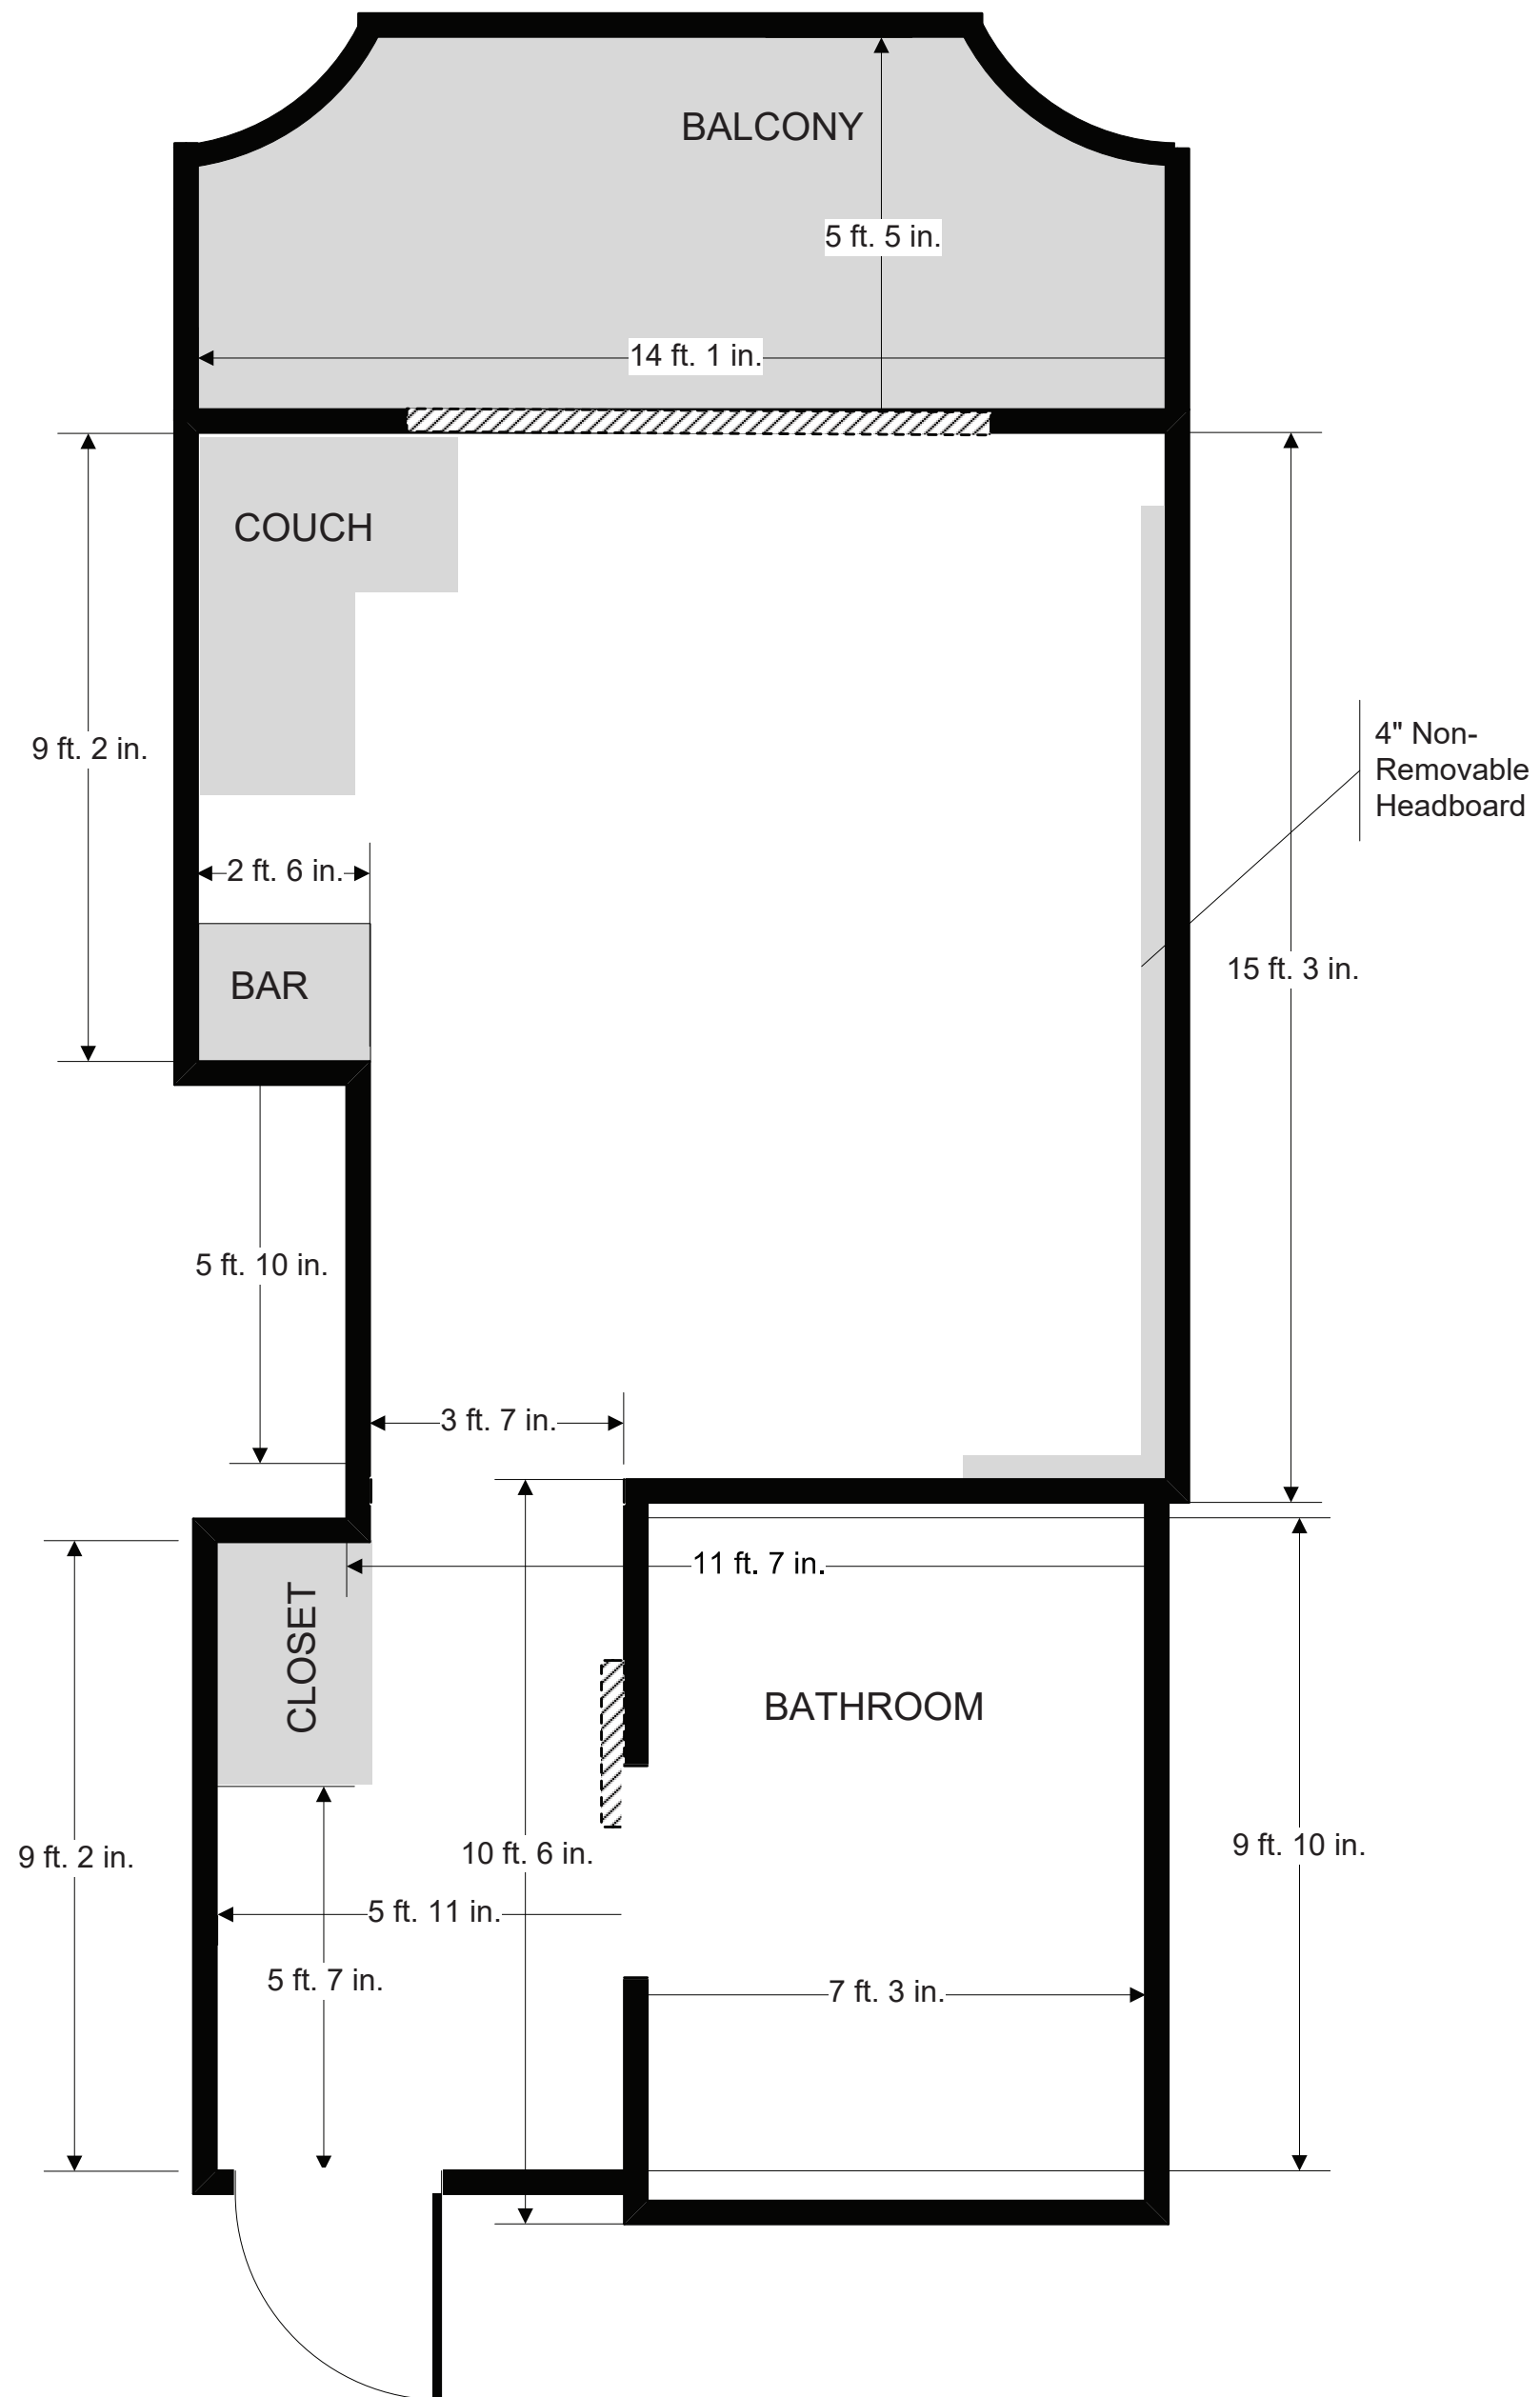 BALCONY
5 ft. 5 in.
14 ft. 1 in.
COUCH
9 ft. 2 in.
4" Non-
Removable
Headboard
2 ft. 6 in.
BAR
15 ft. 3 in.
5 ft. 10 in.
3 ft. 7 in.
11 ft. 7 in.
CLOSET
BATHROOM
9 ft. 2 in.
10 ft. 6 in.
9 ft. 10 in.
5 ft. 11 in.
5 ft. 7 in.
7 ft. 3 in.